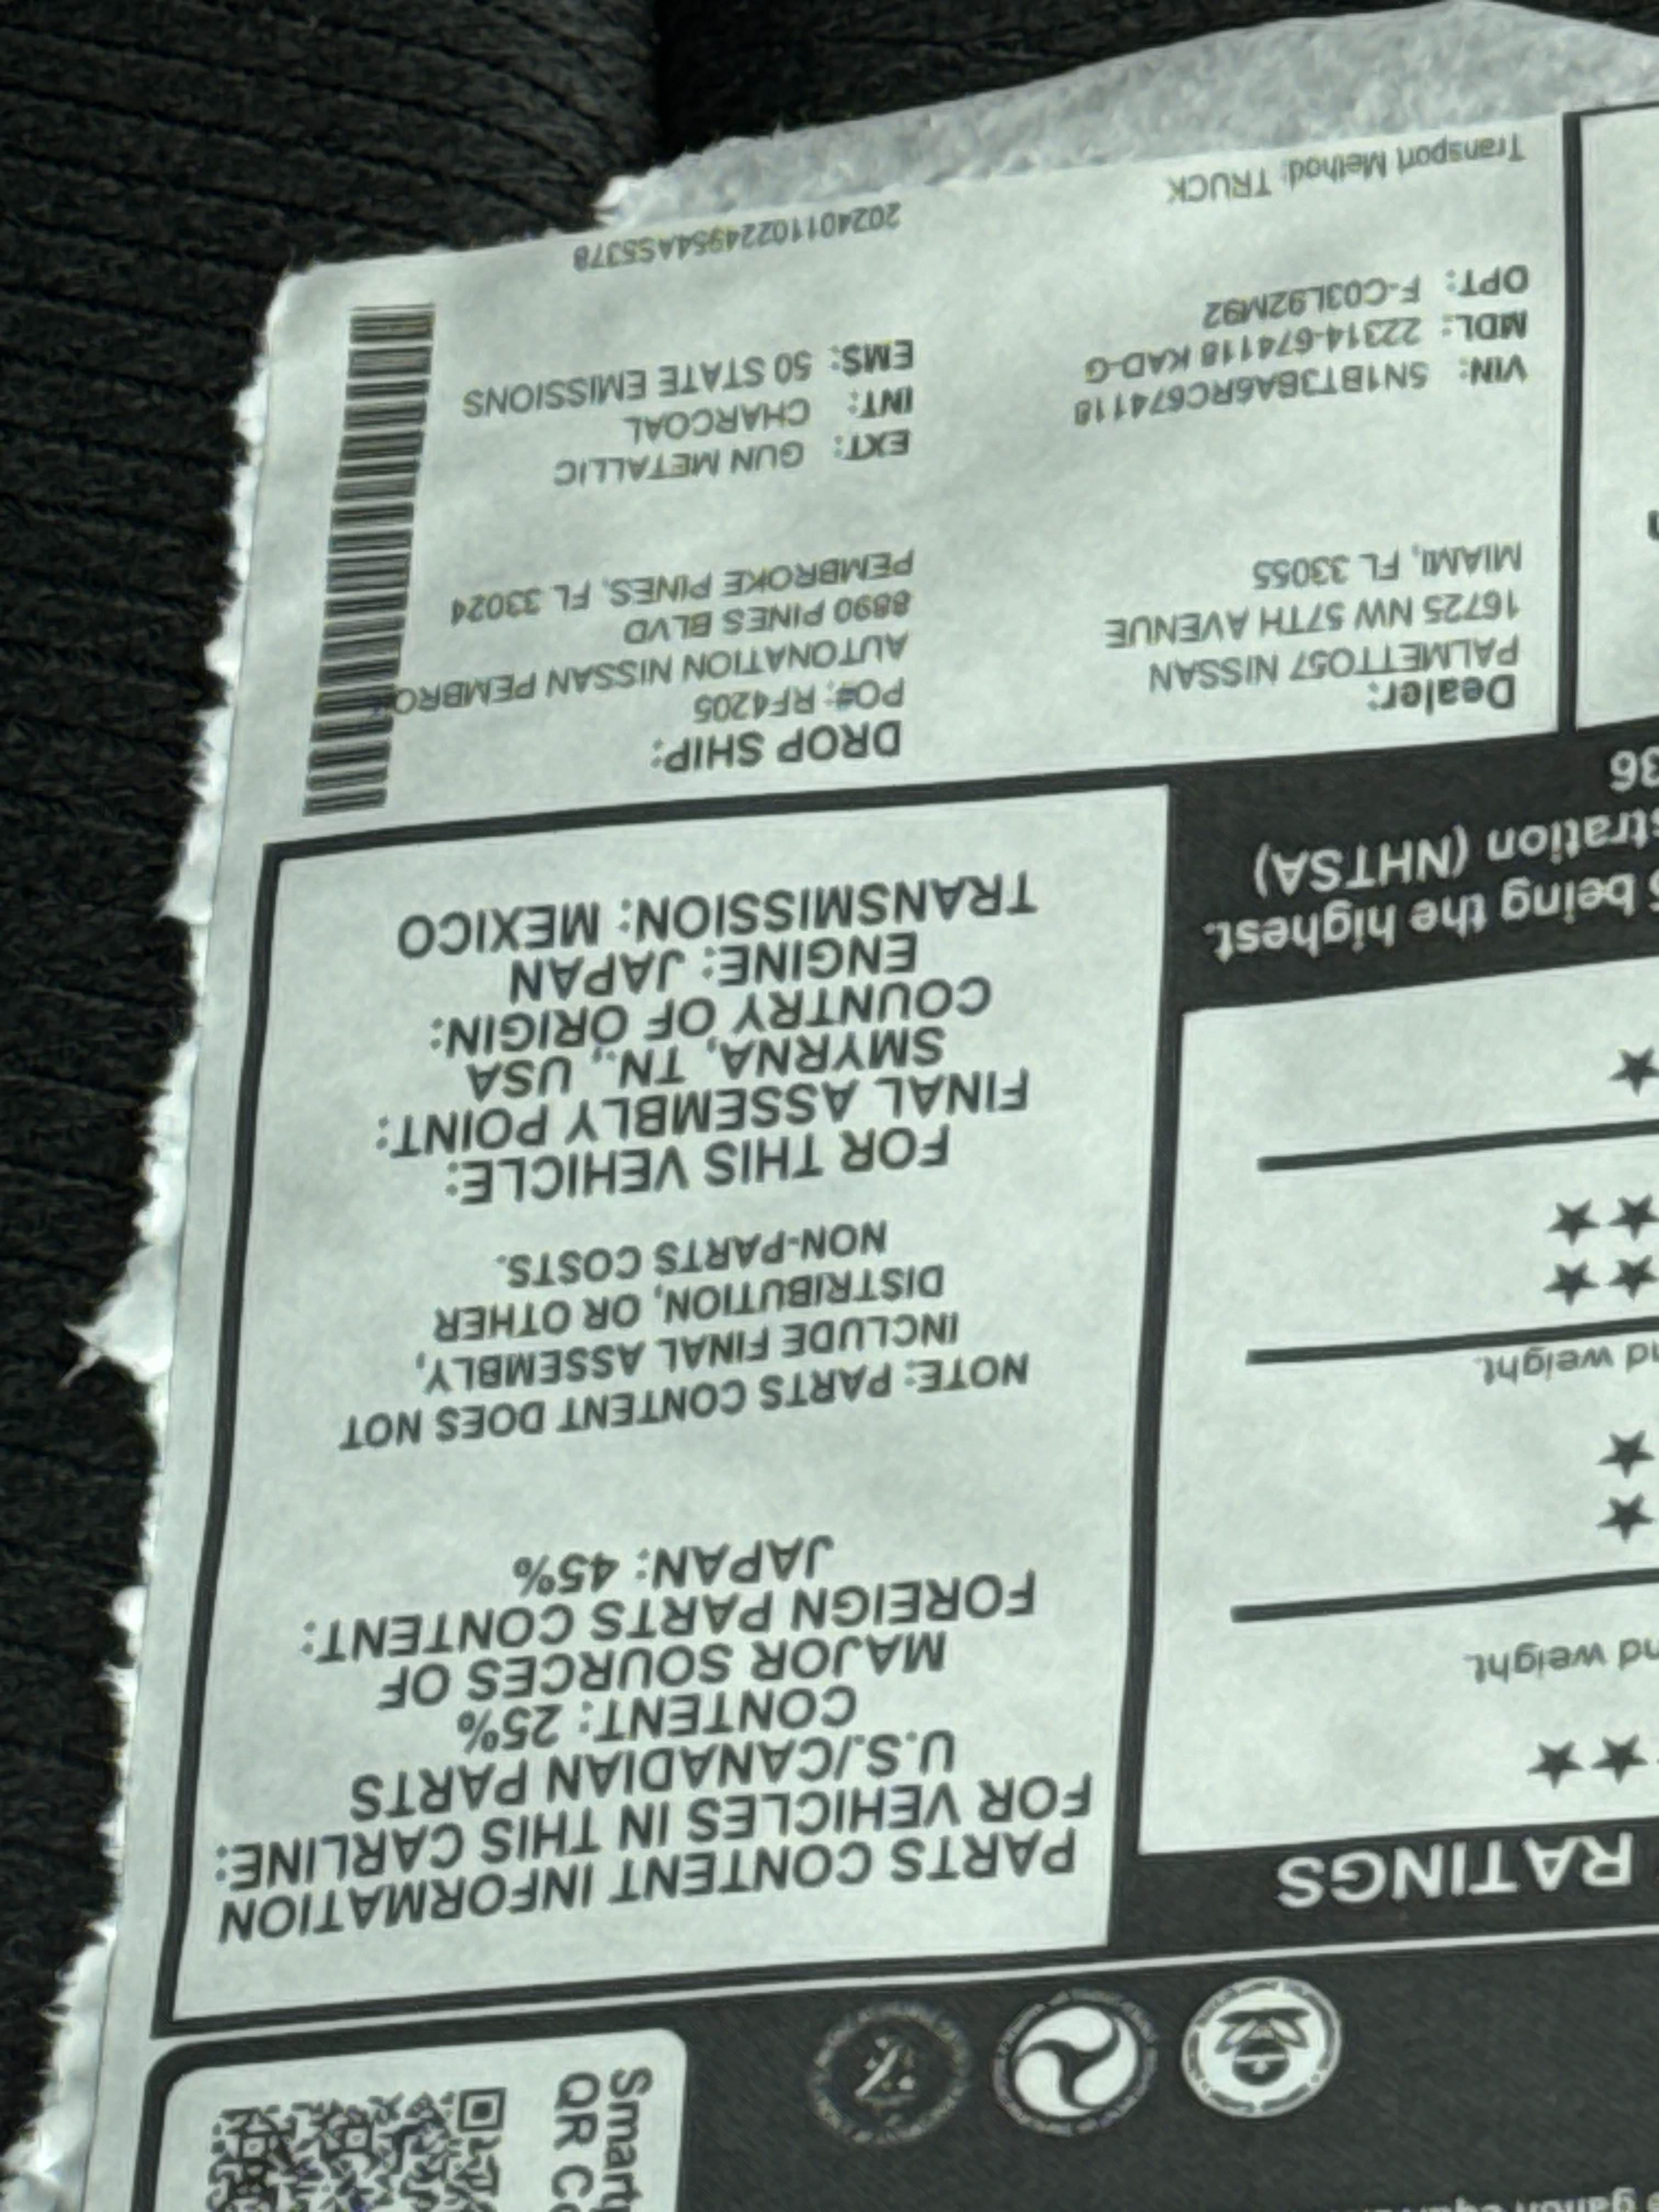 Smart
QR Co
PARTS CONTENT INFORMATION
FOR VEHICLES IN THIS CARLINE:
U.S./CANADIAN PARTS
CONTENT: 25%
MAJOR SOURCES OF
FOREIGN PARTS CONTENT:
JAPAN: 45%
NOTE: PARTS CONTENT DOES NOT
INCLUDE FINAL ASSEMBLY,
DISTRIBUTION, OR OTHER
NON-PARTS COSTS.
FOR THIS VEHICLE:
FINAL ASSEMBLY POINT:
SMYRNA, TN., USA
COUNTRY OF ORIGIN:
ENGINE: JAPAN
TRANSMISSION: MEXICO
RATINGS
nd weight.
nd weight.
being the highest.
stration (NHTSA)
36
Dealer:
PALMETTO57 NISSAN
16725 NW 57TH AVENUE
MIAMI, FL 33055
VIN: 5N1BT3BA6RC674118
MDL: 22314-674118 KAD-G
OPT: F-C03L92M92
Transport Method: TRUCK
DROP SHIP:
PO#: RF4205
AUTONATION NISSAN PEMBROK
8890 PINES BLVD
PEMBROKE PINES, FL 33024
EXT: GUN METALLIC
INT: CHARCOAL
EMS: 50 STATE EMISSIONS
20240110224954ASS378